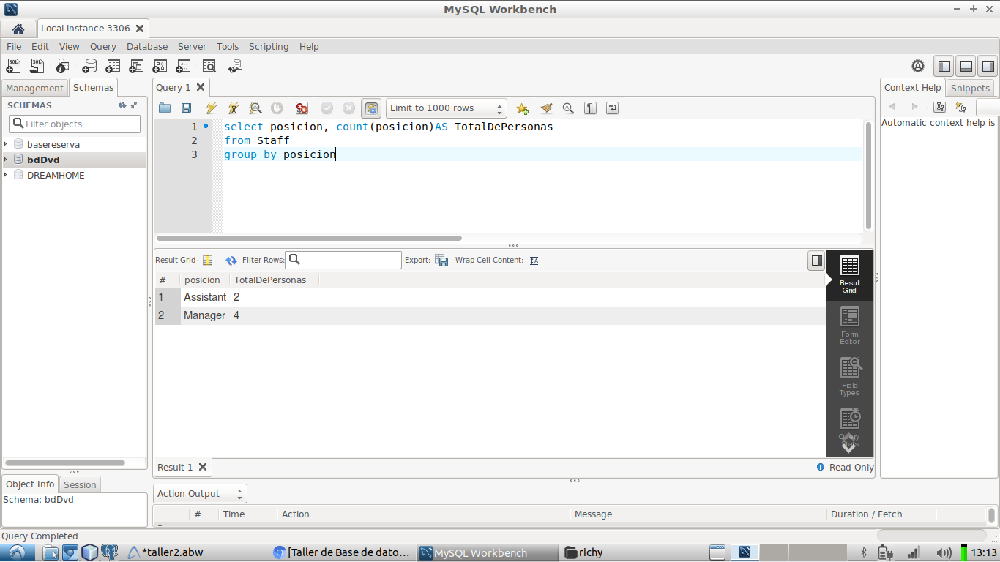 MySQL Workbench
Local instance 3306
File Edit View Query Database Server Tools Scripting Help
Management Schemas
Query 1
Context Help Snippets
SCHEMAS
Limit to 1000 rows
Filter objects
Automatic context help is
basereserva
bdDvd
DREAMHOME
1 select posicion, count(posicion)AS TotalDePersonas
2 from Staff
3 group by posicion
Result Grid Filter Rows: Export: Wrap Cell Content:
# posicion TotalDePersonas
1 Assistant 2
2 Manager 4
Result
Grid
Form
Editor
Field
Types
Query
Stats
Result 1
Read Only
Object Info Session
Schema: bdDvd
Action Output
# Time Action Message Duration / Fetch
Query Completed
*taller2.abw
[Taller de Base de dato...
MySQL Workbench
richy
13:13